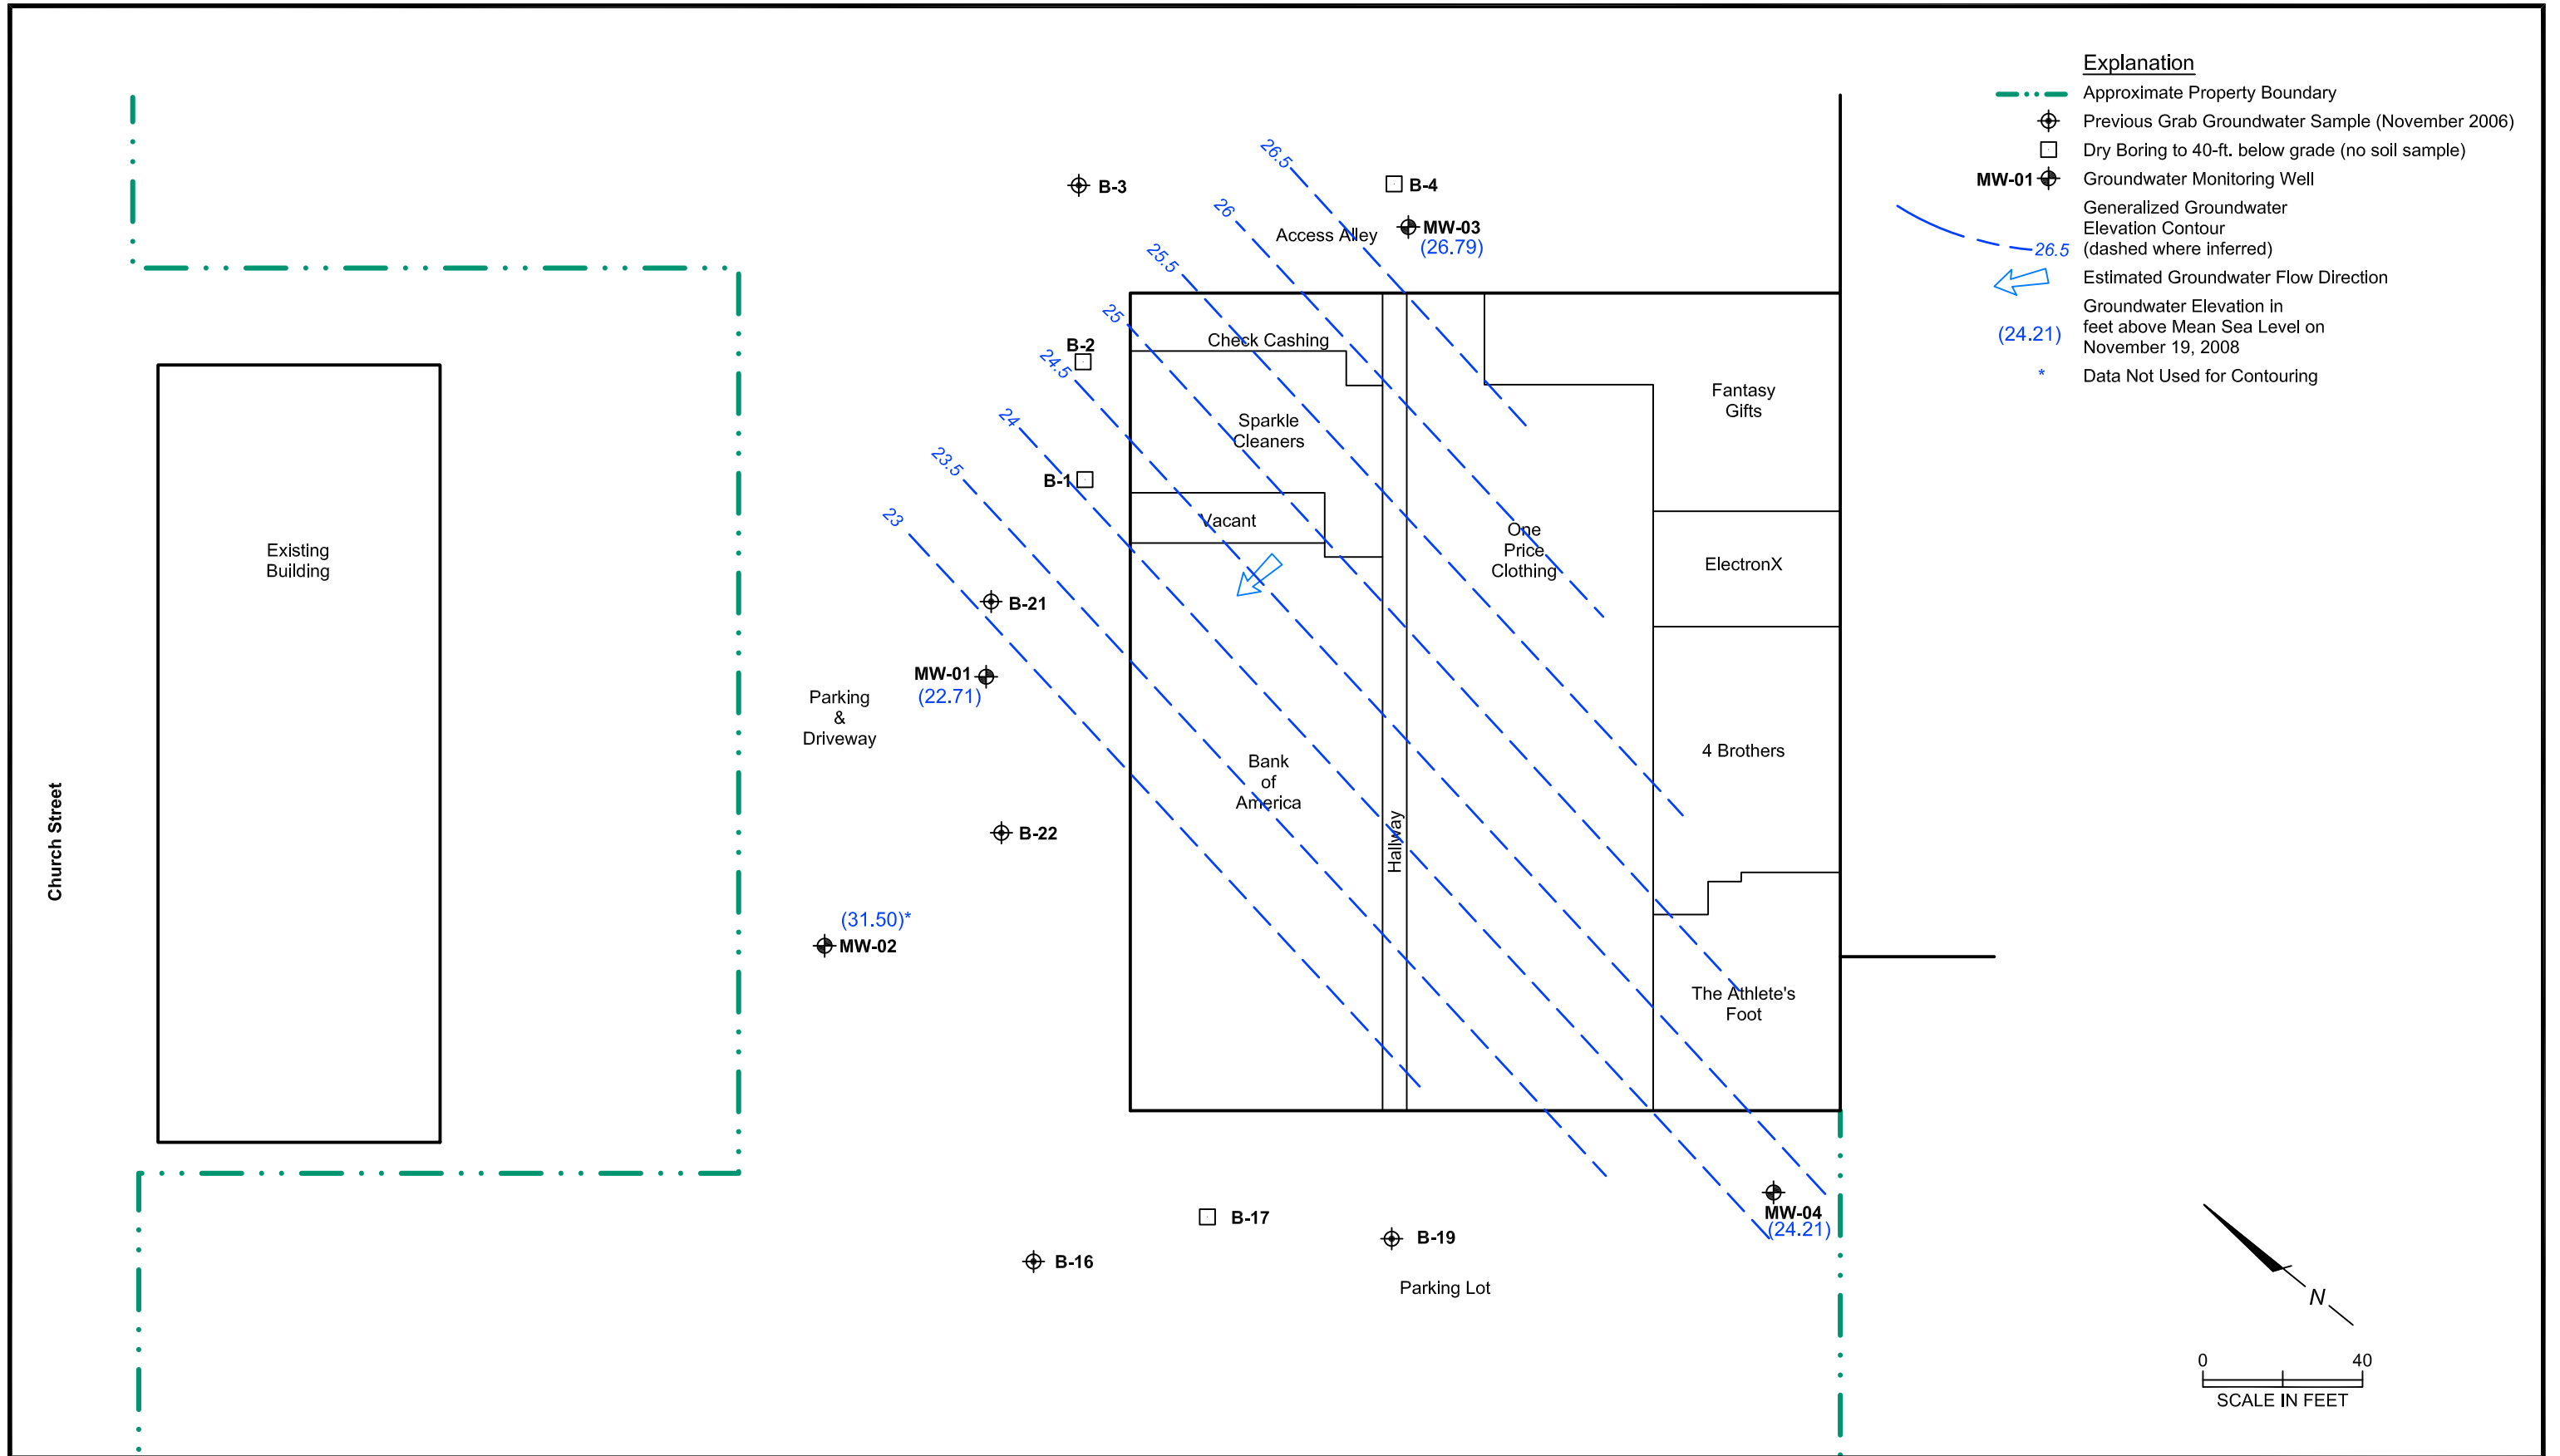 Explanation
Approximate Property Boundary
Previous Grab Groundwater Sample (November 2006)
Dry Boring to 40-ft. below grade (no soil sample)
MW-01
Groundwater Monitoring Well
Generalized Groundwater
Elevation Contour
26.5
(dashed where inferred)
Estimated Groundwater Flow Direction
Groundwater Elevation in
(24.21)
feet above Mean Sea Level on
November 19, 2008
*
Data Not Used for Contouring
26.5
26
25.5
25
24.5
24
23.5
23
B-3
B-4
MW-03
(26.79)
Access Alley
B-2
Check Cashing
Sparkle
Cleaners
B-1
Vacant
Fantasy
Gifts
One
Price
Clothing
ElectronX
Existing
Building
B-21
MW-01
(22.71)
Parking
&
Driveway
4 Brothers
Bank
of
America
Hallway
B-22
Church Street
(31.50)*
MW-02
The Athlete's
Foot
MW-04
(24.21)
B-17
B-19
B-16
Parking Lot
N
0
40
SCALE IN FEET